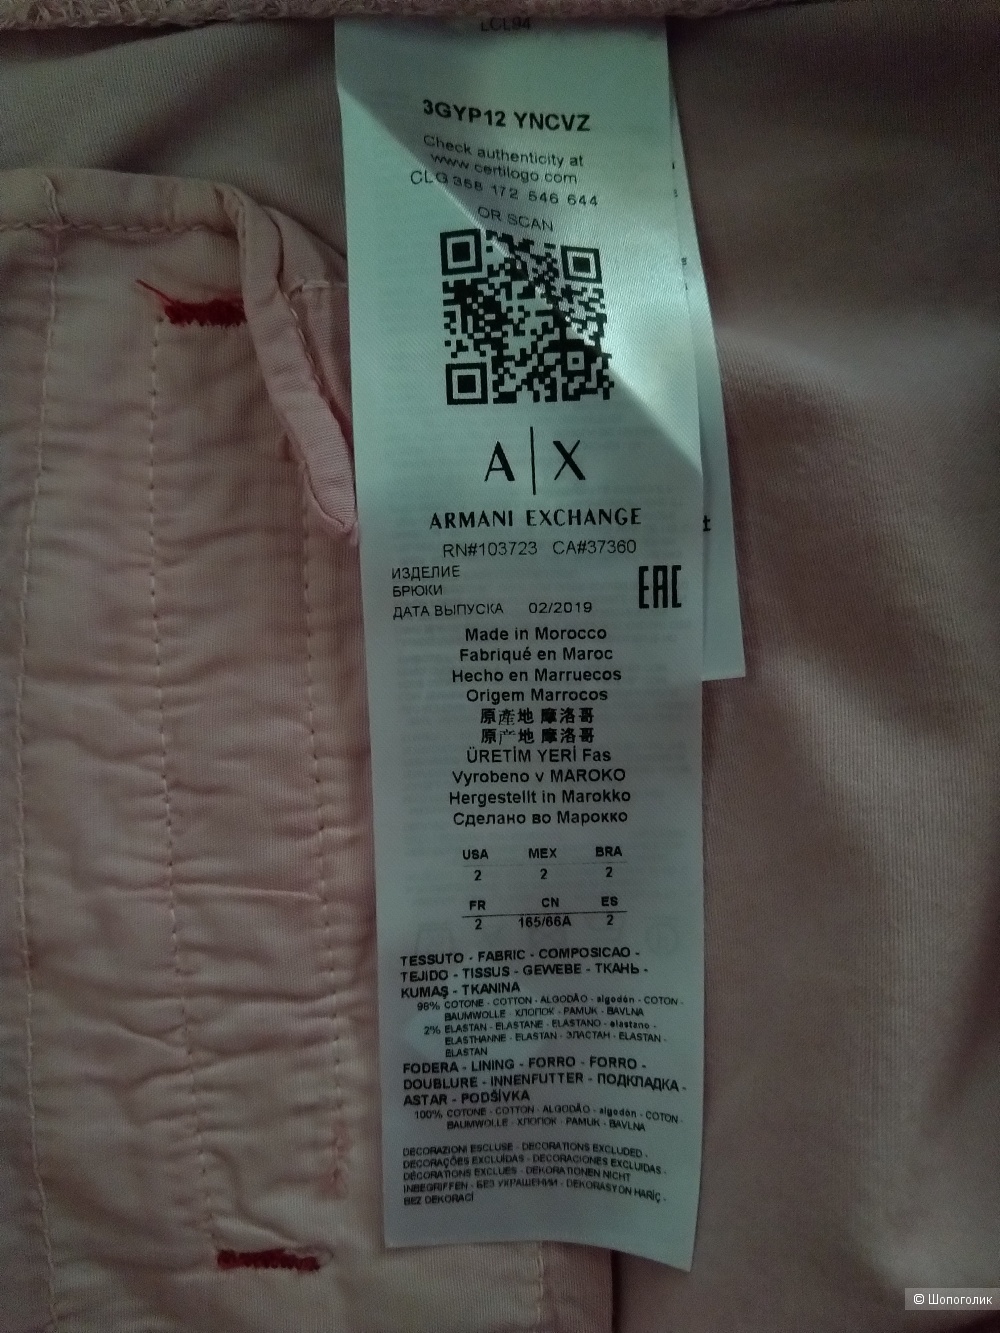 LCL94
3GYP12 YNCVZ
Check authenticity at
www.certilogo.com
CLG 358 172 546 644
OR SCAN
A|X
ARMANI EXCHANGE
RN#103723 CA#37360
ИЗДЕЛИЕ
БРЮКИ
ДАТА ВЫПУСКА 02/2019
EAC
Made in Morocco
Fabriqué en Maroc
Hecho en Marruecos
Origem Marrocos
原産地 摩洛哥
原产地 摩洛哥
ÜRETİM YERİ Fas
Vyrobeno v MAROKO
Hergestellt in Marokko
Сделано во Марокко
USA MEX BRA
2 2 2
FR CN ES
2 165/66A 2
TESSUTO - FABRIC - COMPOSICAO -
TEJIDO - TISSUS - GEWEBE - ТКАНЬ -
KUMAŞ - TKANINA
98% COTONE - COTTON - ALGODÃO - algodón - COTON -
BAUMWOLLE - ХЛОПОК - PAMUK - BAVLNA
2% ELASTAN - ELASTANE - ELASTANO - elastano -
ELASTHANNE - ELASTAN - ЭЛАСТАН - ELASTAN -
ELASTAN
FODERA - LINING - FORRO - FORRO -
DOUBLURE - INNENFUTTER - ПОДКЛАДКА -
ASTAR - PODŠÍVKA
100% COTONE - COTTON - ALGODÃO - algodón - COTON -
BAUMWOLLE - ХЛОПОК - PAMUK - BAVLNA
DECORAZIONI ESCLUSE - DECORATIONS EXCLUDED -
DECORAÇÕES EXCLUÍDAS - DECORACIONES EXCLUIDAS -
DÉCORATIONS EXCLUES - DEKORATIONEN NICHT
INBEGRIFFEN - БЕЗ УКРАШЕНИИ - DEKORASYON HARİÇ -
BEZ DEKORACÍ
© Шопоголик